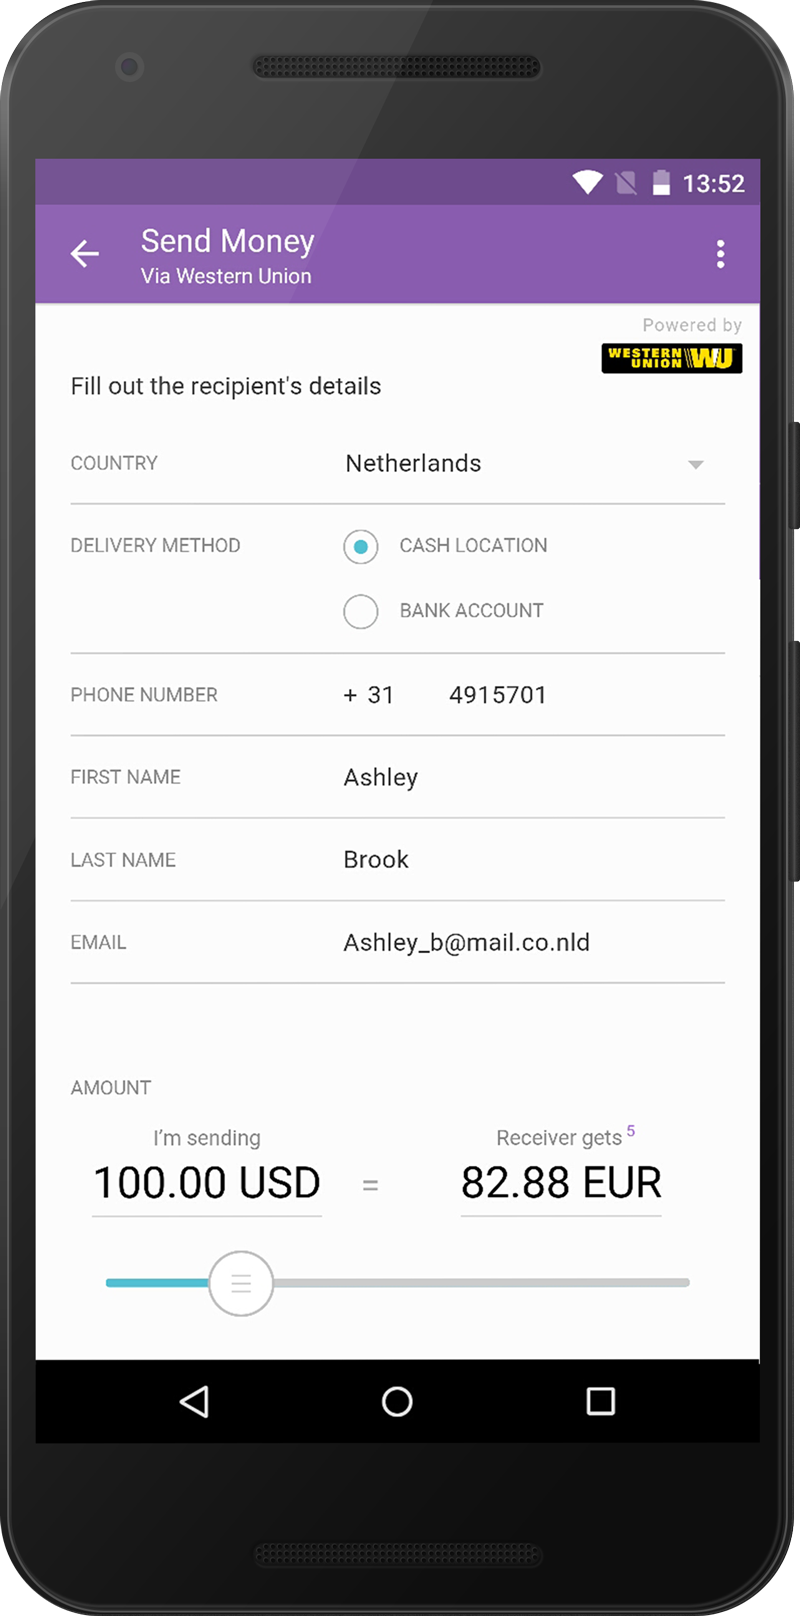 13:52
Send Money
Via Western Union
Powered by
WESTERN UNION WU
Fill out the recipient's details
COUNTRY Netherlands
DELIVERY METHOD CASH LOCATION
BANK ACCOUNT
PHONE NUMBER + 31 4915701
FIRST NAME Ashley
LAST NAME Brook
EMAIL Ashley_b@mail.co.nld
AMOUNT
I'm sending Receiver gets 5
100.00 USD = 82.88 EUR